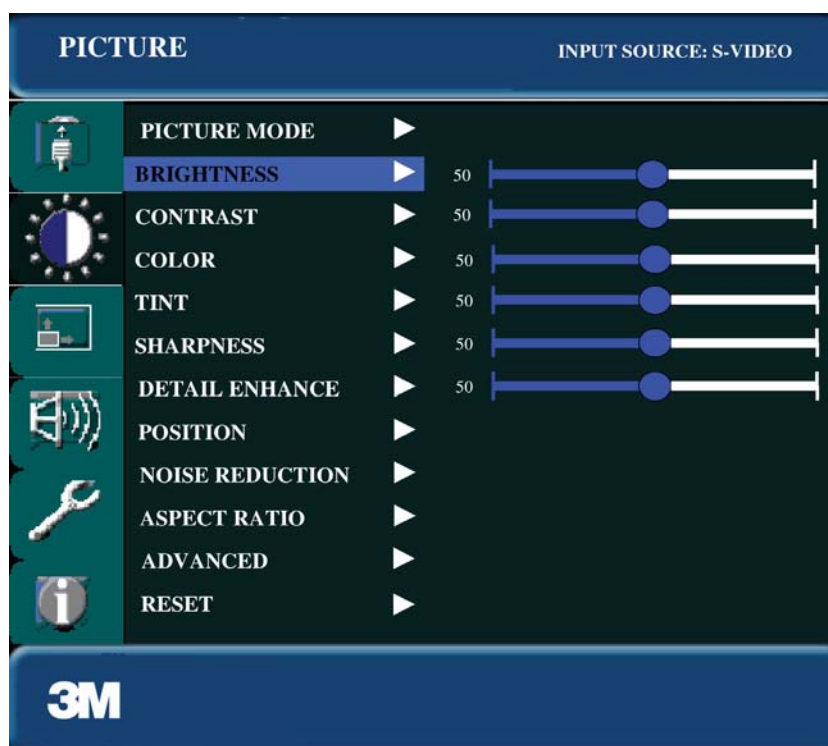 PICTURE
INPUT SOURCE: S-VIDEO
PICTURE MODE
BRIGHTNESS 50
CONTRAST 50
COLOR 50
TINT 50
SHARPNESS 50
DETAIL ENHANCE 50
POSITION
NOISE REDUCTION
ASPECT RATIO
ADVANCED
RESET
3M